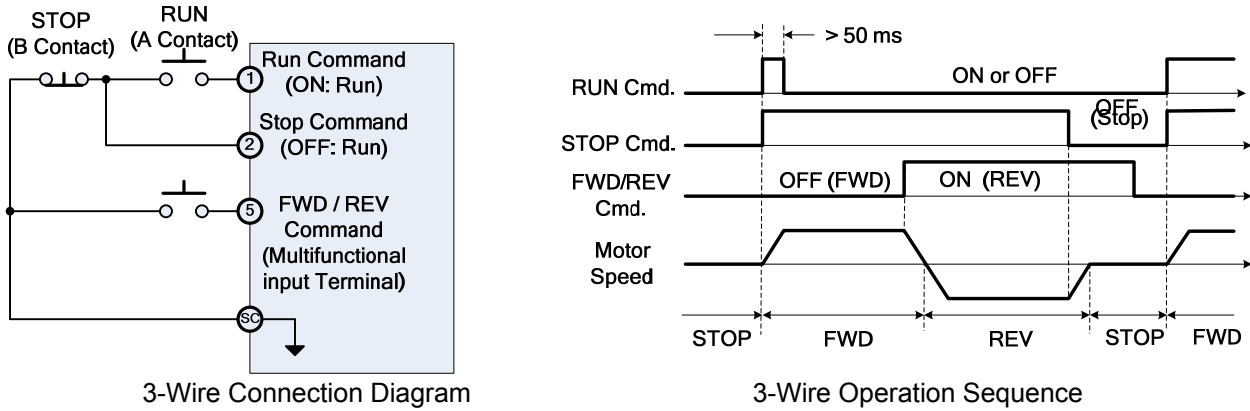 STOP
(B Contact)
RUN
(A Contact)
1
Run Command
(ON: Run)
2
Stop Command
(OFF: Run)
5
FWD / REV
Command
(Multifunctional
input Terminal)
SC
3-Wire Connection Diagram
> 50 ms
RUN Cmd.
ON or OFF
STOP Cmd.
OFF
(Stop)
FWD/REV
Cmd.
OFF (FWD)
ON (REV)
Motor
Speed
STOP
FWD
REV
STOP
FWD
3-Wire Operation Sequence